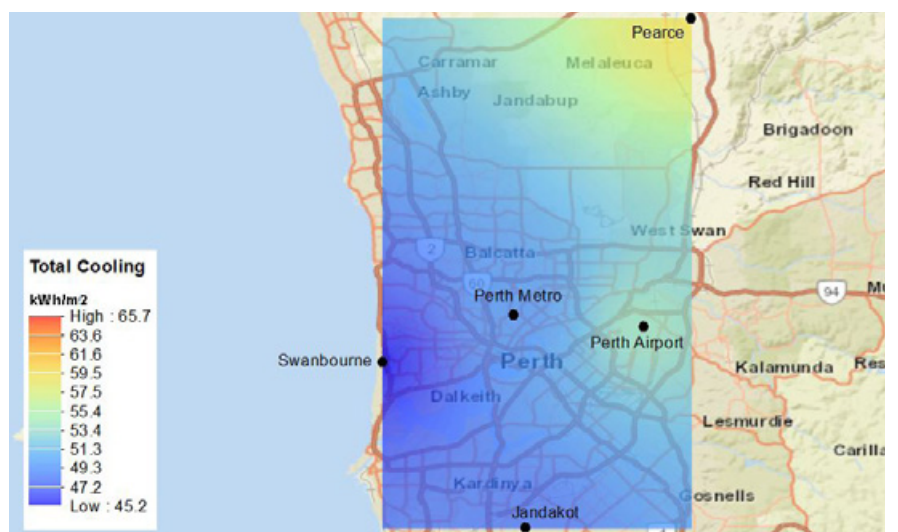 Pearce
Carramar
Melaleuca
Ashby
Jandabup
Brigadoon
Red Hill
West Swan
2
Balcatta
60
94
Perth Metro
Perth Airport
Swanbourne
Perth
Kalamunda
Res
Dalkeith
Lesmurdie
Carilla
Kardinya
Gosnells
Jandakot
Total Cooling
kWh/m2
High : 65.7
63.6
61.6
59.5
57.5
55.4
53.4
51.3
49.3
47.2
Low : 45.2